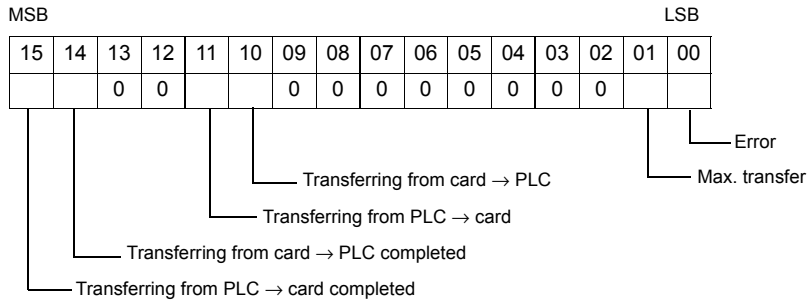 MSB LSB
15 14 13 12 11 10 09 08 07 06 05 04 03 02 01 00
0 0 0 0 0 0 0 0 0 0
Error
Transferring from card → PLC
Max. transfer
Transferring from PLC → card
Transferring from card → PLC completed
Transferring from PLC → card completed